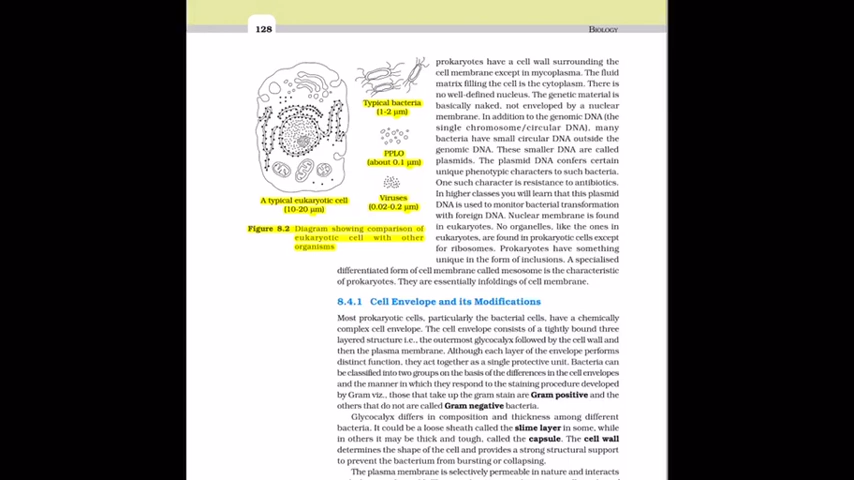 128
BIOLOGY
Typical bacteria
(1-2 μm)
PPLO
(about 0.1 μm)
Viruses
(0.02-0.2 μm)
A typical eukaryotic cell
(10-20 μm)
Figure 8.2 Diagram showing comparison of
eukaryotic cell with other
organisms
prokaryotes have a cell wall surrounding the
cell membrane except in mycoplasma. The fluid
matrix filling the cell is the cytoplasm. There is
no well-defined nucleus. The genetic material is
basically naked, not enveloped by a nuclear
membrane. In addition to the genomic DNA (the
single chromosome/circular DNA), many
bacteria have small circular DNA outside the
genomic DNA. These smaller DNA are called
plasmids. The plasmid DNA confers certain
unique phenotypic characters to such bacteria.
One such character is resistance to antibiotics.
In higher classes you will learn that this plasmid
DNA is used to monitor bacterial transformation
with foreign DNA. Nuclear membrane is found
in eukaryotes. No organelles, like the ones in
eukaryotes, are found in prokaryotic cells except
for ribosomes. Prokaryotes have something
unique in the form of inclusions. A specialised
differentiated form of cell membrane called mesosome is the characteristic
of prokaryotes. They are essentially infoldings of cell membrane.
8.4.1 Cell Envelope and its Modifications
Most prokaryotic cells, particularly the bacterial cells, have a chemically
complex cell envelope. The cell envelope consists of a tightly bound three
layered structure i.e., the outermost glycocalyx followed by the cell wall and
then the plasma membrane. Although each layer of the envelope performs
distinct function, they act together as a single protective unit. Bacteria can
be classified into two groups on the basis of the differences in the cell envelopes
and the manner in which they respond to the staining procedure developed
by Gram viz., those that take up the gram stain are Gram positive and the
others that do not are called Gram negative bacteria.
Glycocalyx differs in composition and thickness among different
bacteria. It could be a loose sheath called the slime layer in some, while
in others it may be thick and tough, called the capsule. The cell wall
determines the shape of the cell and provides a strong structural support
to prevent the bacterium from bursting or collapsing.
The plasma membrane is selectively permeable in nature and interacts